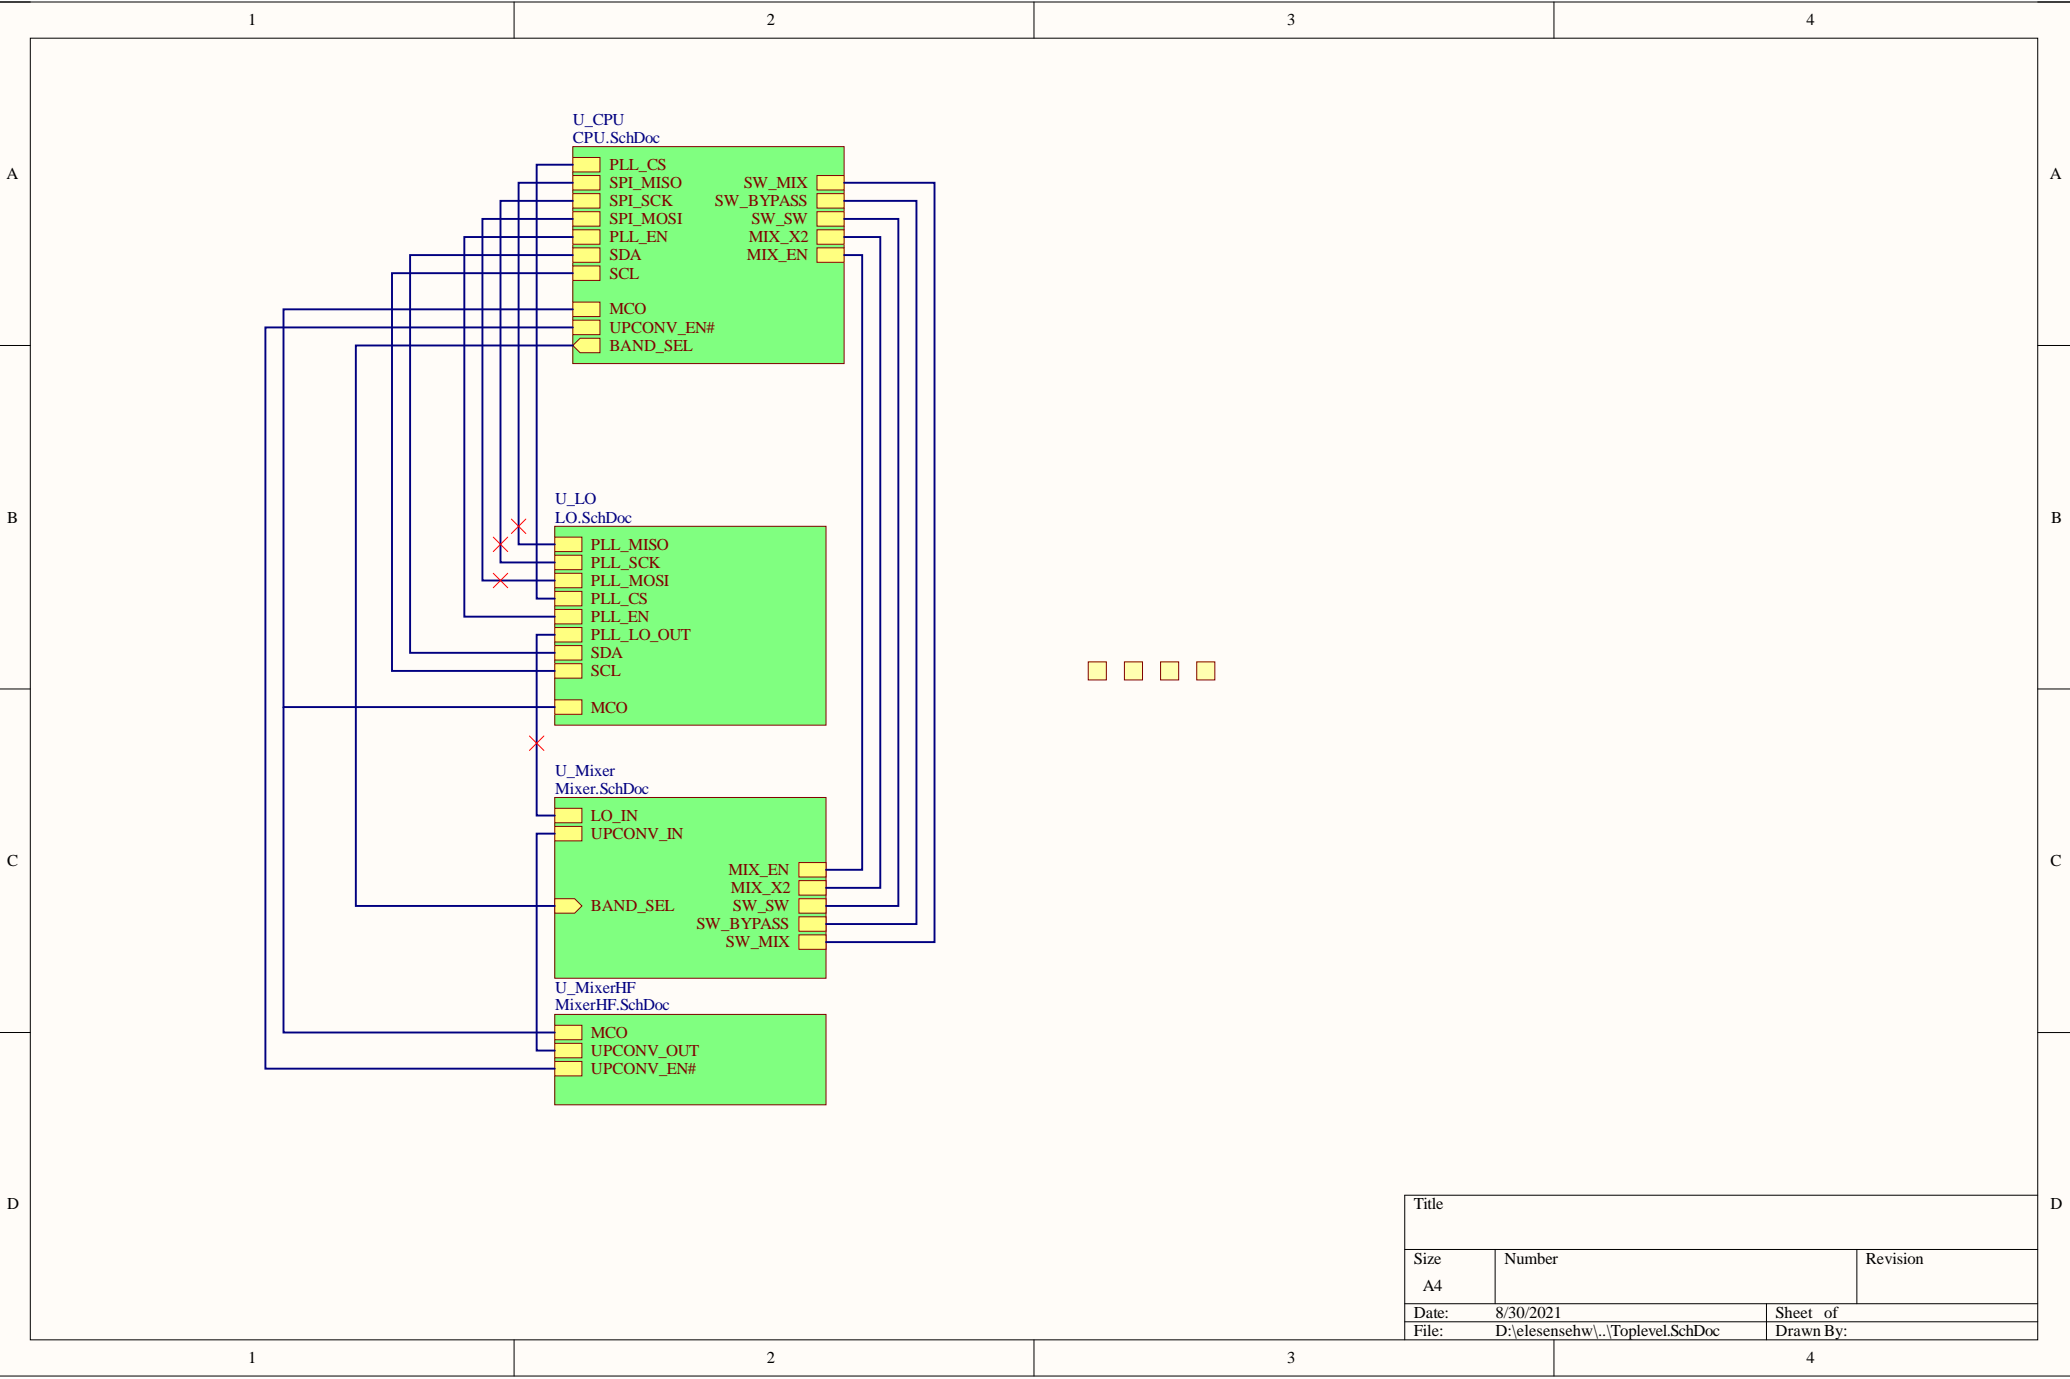 1 2 3 4
A A
U_CPU
CPU.SchDoc
PLL_CS
SPI_MISO SW_MIX
SPI_SCK SW_BYPASS
SPI_MOSI SW_SW
PLL_EN MIX_X2
SDA MIX_EN
SCL
MCO
UPCONV_EN#
BAND_SEL
B B
U_LO
LO.SchDoc
PLL_MISO
PLL_SCK
PLL_MOSI
PLL_CS
PLL_EN
PLL_LO_OUT
SDA
SCL
MCO
U_Mixer
Mixer.SchDoc
LO_IN
UPCONV_IN
C C
MIX_EN
MIX_X2
BAND_SEL SW_SW
SW_BYPASS
SW_MIX
U_MixerHF
MixerHF.SchDoc
MCO
UPCONV_OUT
UPCONV_EN#
D D
Title
Size Number Revision
A4
Date: 8/30/2021 Sheet of
File: D:\elesensehw\..\Toplevel.SchDoc Drawn By:
1 2 3 4